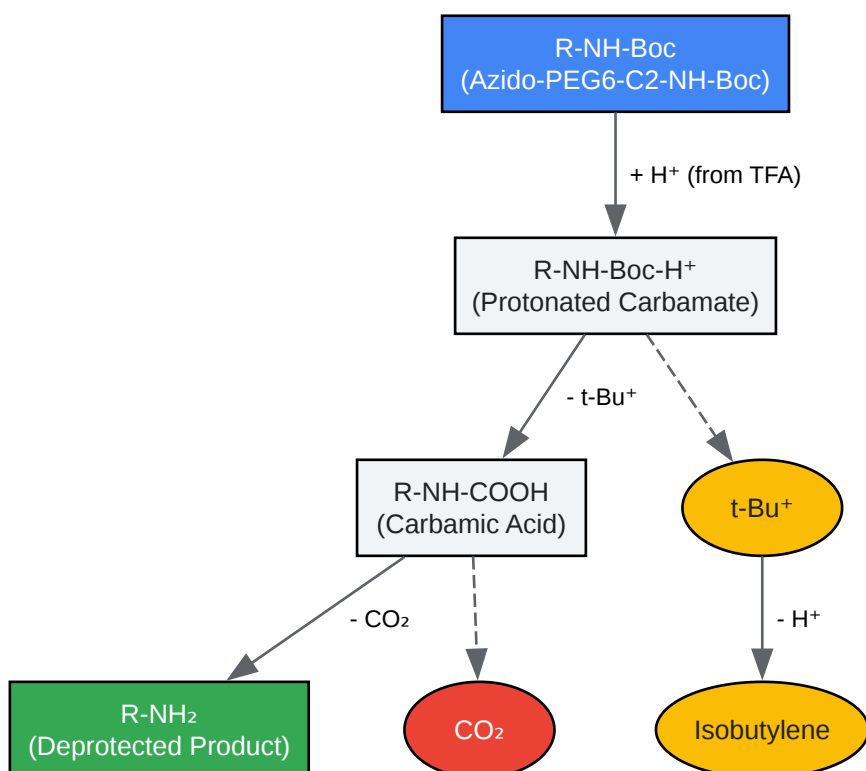 R-NH-Boc
(Azido-PEG6-C2-NH-Boc)
+ H⁺ (from TFA)
R-NH-Boc-H⁺
(Protonated Carbamate)
- t-Bu⁺
R-NH-COOH
(Carbamic Acid)
t-Bu⁺
- CO₂
- H⁺
R-NH₂
(Deprotected Product)
CO₂
Isobutylene